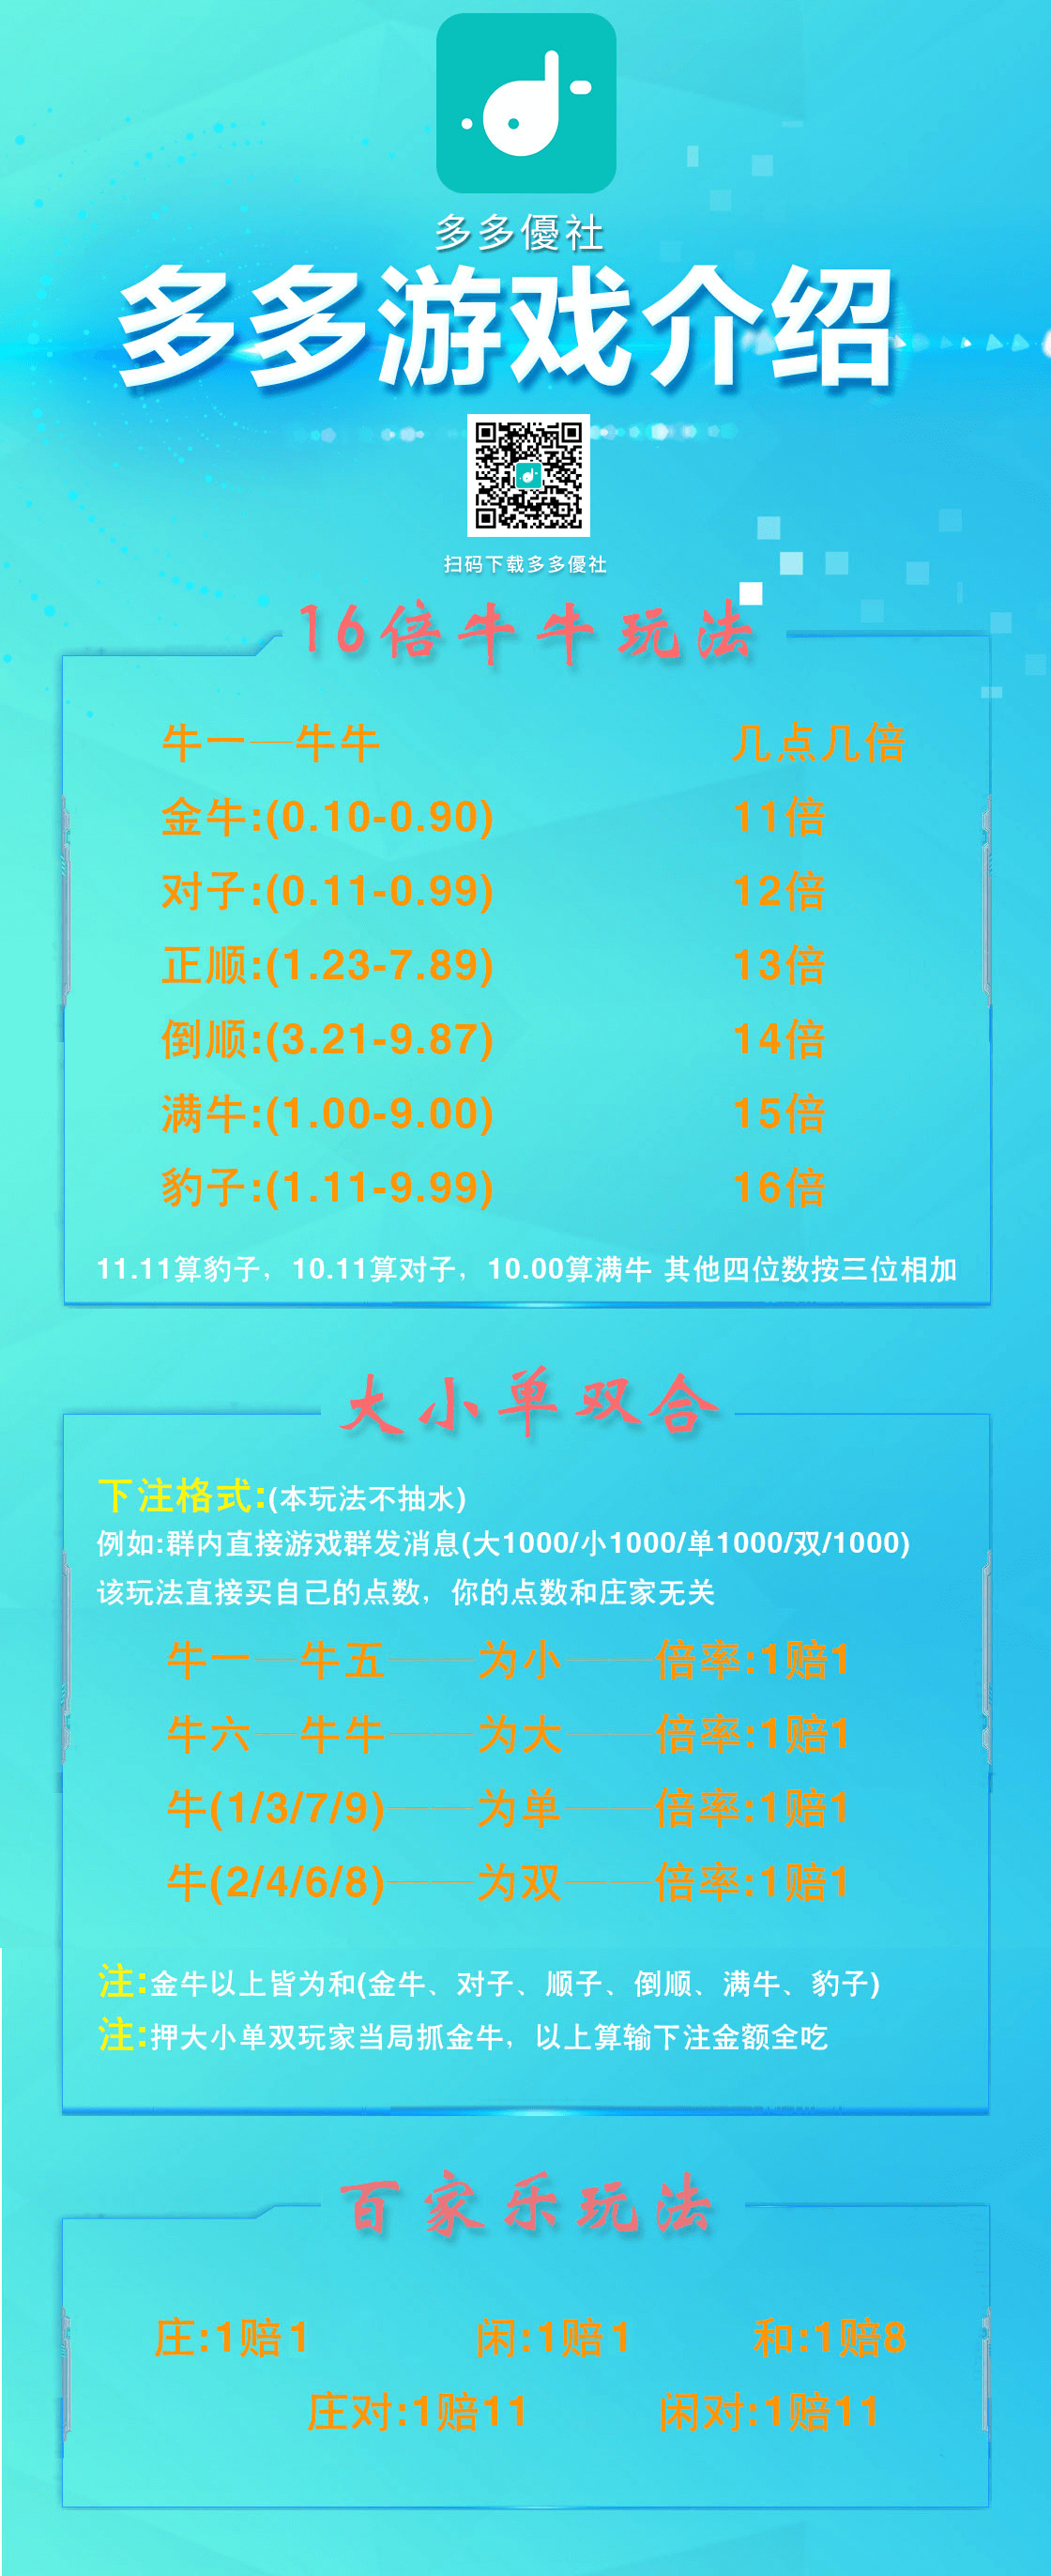 多多優社
多多游戏介绍
扫码下载多多優社
16倍牛牛玩法
牛一—牛牛 几点几倍
金牛:(0.10-0.90) 11倍
对子:(0.11-0.99) 12倍
正顺:(1.23-7.89) 13倍
倒顺:(3.21-9.87) 14倍
满牛:(1.00-9.00) 15倍
豹子:(1.11-9.99) 16倍
11.11算豹子，10.11算对子，10.00算满牛 其他四位数按三位相加
大小单双合
下注格式:(本玩法不抽水)
例如:群内直接游戏群发消息(大1000/小1000/单1000/双/1000)
该玩法直接买自己的点数，你的点数和庄家无关
牛一—牛五——为小——倍率:1赔1
牛六—牛牛——为大——倍率:1赔1
牛(1/3/7/9)——为单——倍率:1赔1
牛(2/4/6/8)——为双——倍率:1赔1
注:金牛以上皆为和(金牛、对子、顺子、倒顺、满牛、豹子)
注:押大小单双玩家当局抓金牛，以上算输下注金额全吃
百家乐玩法
庄:1赔1 闲:1赔1 和:1赔8
庄对:1赔11 闲对:1赔11